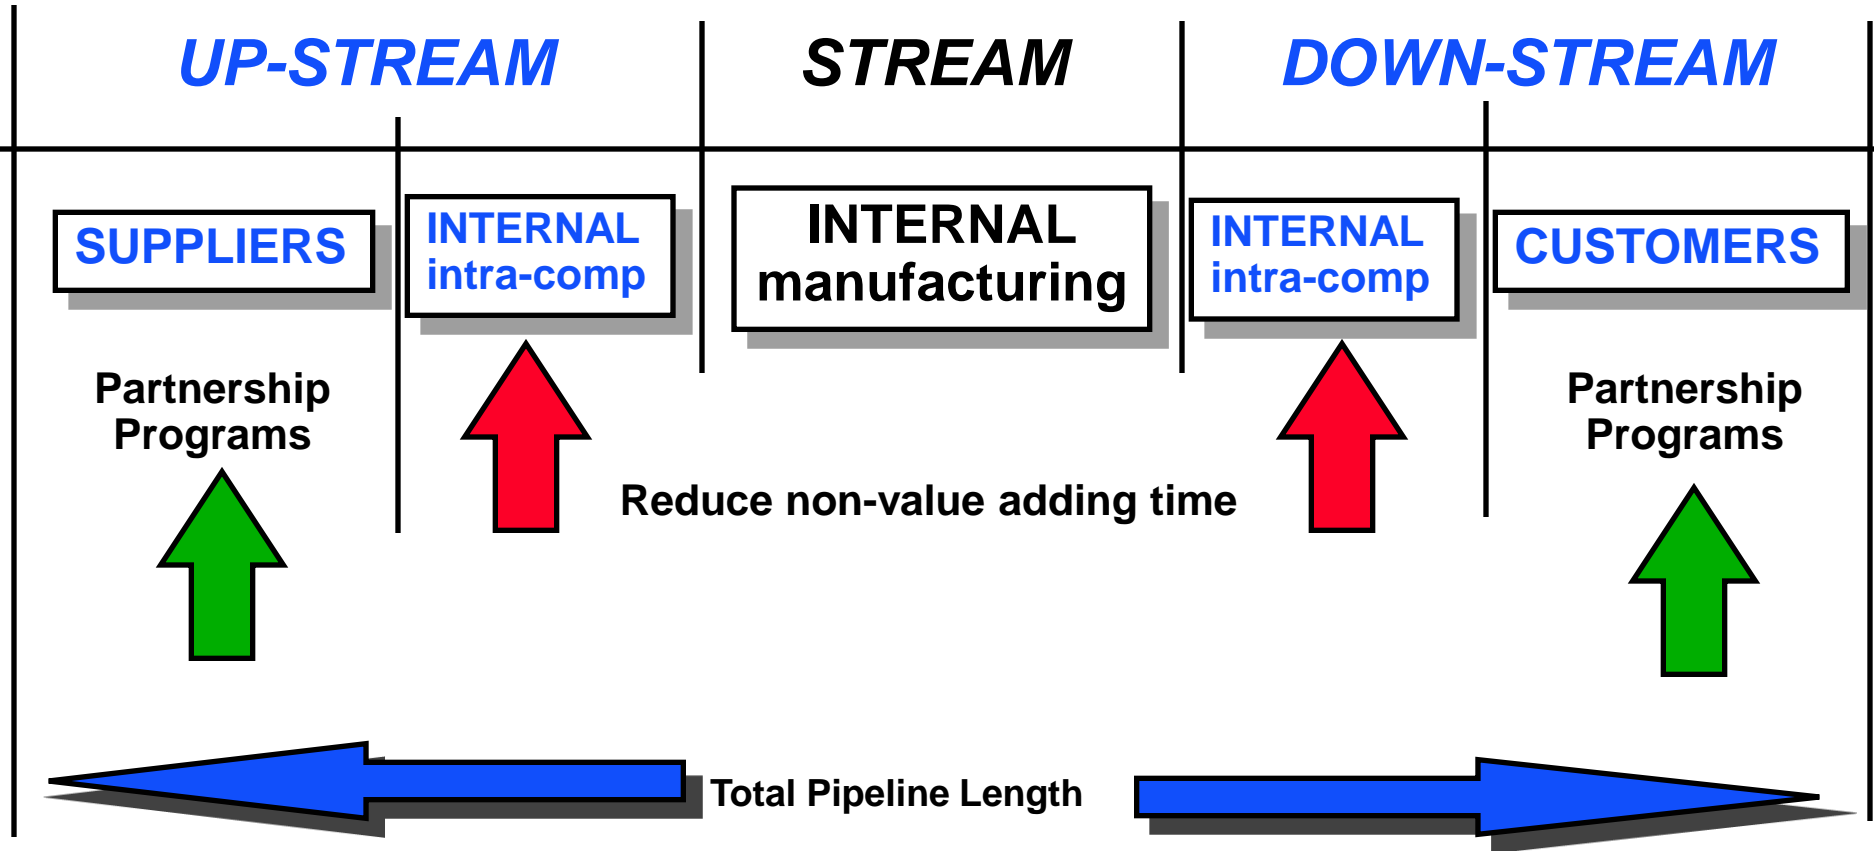 UP-STREAM
STREAM
DOWN-STREAM
SUPPLIERS
INTERNAL
intra-comp
INTERNAL
manufacturing
INTERNAL
intra-comp
CUSTOMERS
Partnership
Programs
Partnership
Programs
Reduce non-value adding time
Total Pipeline Length